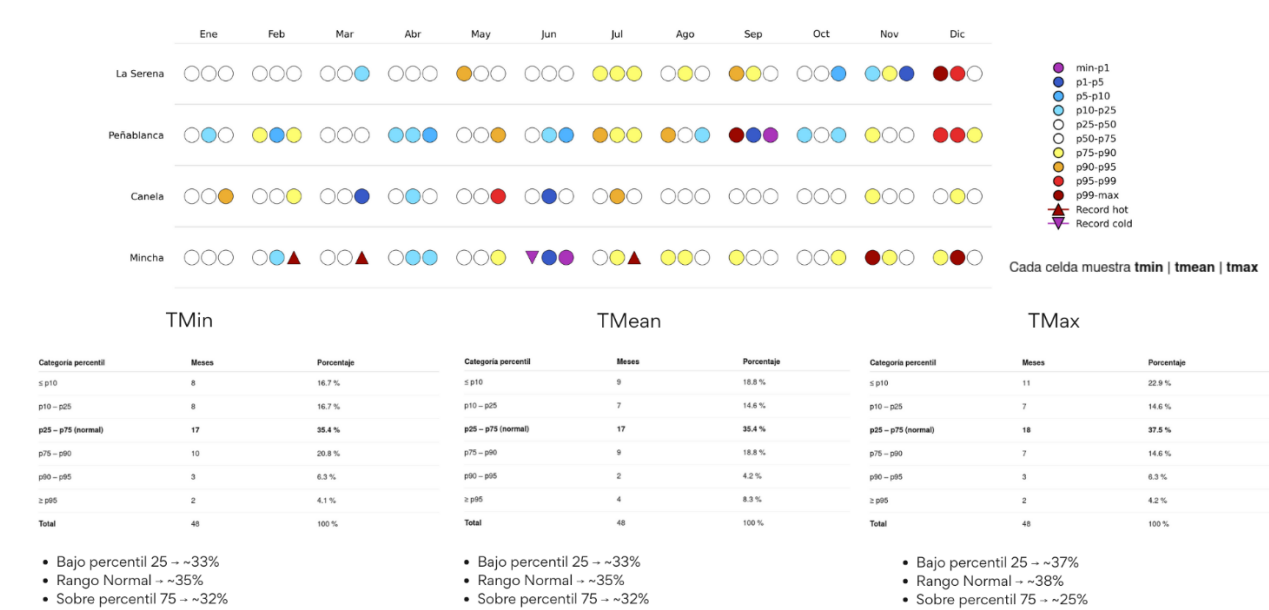 Ene Feb Mar Abr May Jun Jul Ago Sep Oct Nov Dic
La Serena
Peñablanca
Canela
Mincha
min-p1
p1-p5
p5-p10
p10-p25
p25-p50
p50-p75
p75-p90
p90-p95
p95-p99
p99-max
Record hot
Record cold
Cada celda muestra tmin | tmean | tmax
TMin
Categoría percentil Meses Porcentaje
≤ p10 8 16.7 %
p10 – p25 8 16.7 %
p25 – p75 (normal) 17 35.4 %
p75 – p90 10 20.8 %
p90 – p95 3 6.3 %
≥ p95 2 4.1 %
Total 48 100 %
• Bajo percentil 25 → ~33%
• Rango Normal → ~35%
• Sobre percentil 75 → ~32%
TMean
Categoría percentil Meses Porcentaje
≤ p10 9 18.8 %
p10 – p25 7 14.6 %
p25 – p75 (normal) 17 35.4 %
p75 – p90 9 18.8 %
p90 – p95 2 4.2 %
≥ p95 4 8.3 %
Total 48 100 %
• Bajo percentil 25 → ~33%
• Rango Normal → ~35%
• Sobre percentil 75 → ~32%
TMax
Categoría percentil Meses Porcentaje
≤ p10 11 22.9 %
p10 – p25 7 14.6 %
p25 – p75 (normal) 18 37.5 %
p75 – p90 7 14.6 %
p90 – p95 3 6.3 %
≥ p95 2 4.2 %
Total 48 100 %
• Bajo percentil 25 → ~37%
• Rango Normal → ~38%
• Sobre percentil 75 → ~25%